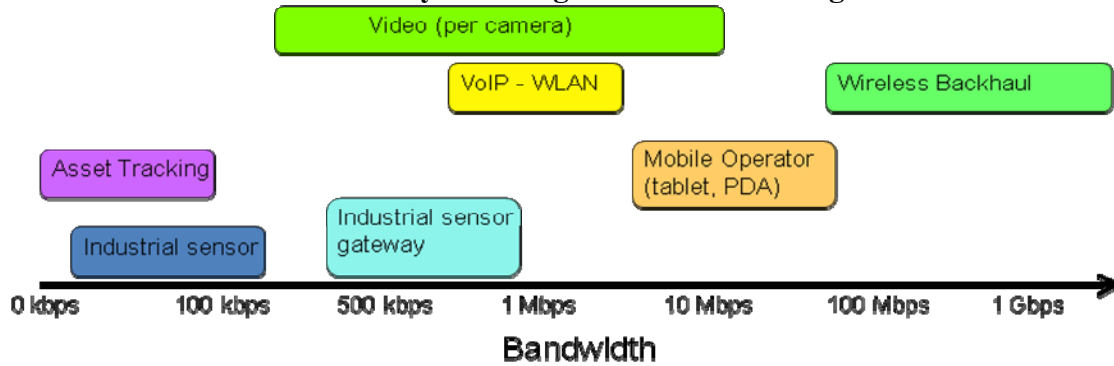 Video (per camera)
VoIP - WLAN
Wireless Backhaul
Asset Tracking
Mobile Operator
(tablet, PDA)
Industrial sensor
Industrial sensor
gateway
0 kbps 100 kbps 500 kbps 1 Mbps 10 Mbps 100 Mbps 1 Gbps
Bandwidth